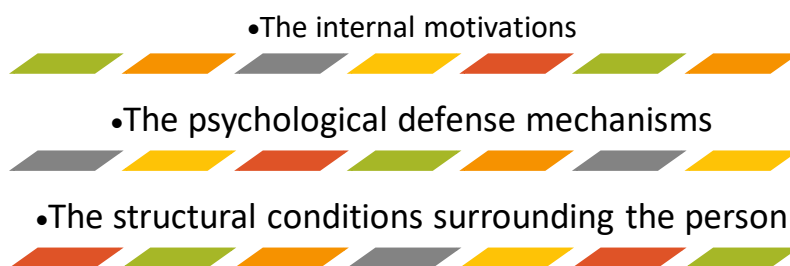 •The internal motivations
•The psychological defense mechanisms
•The structural conditions surrounding the person